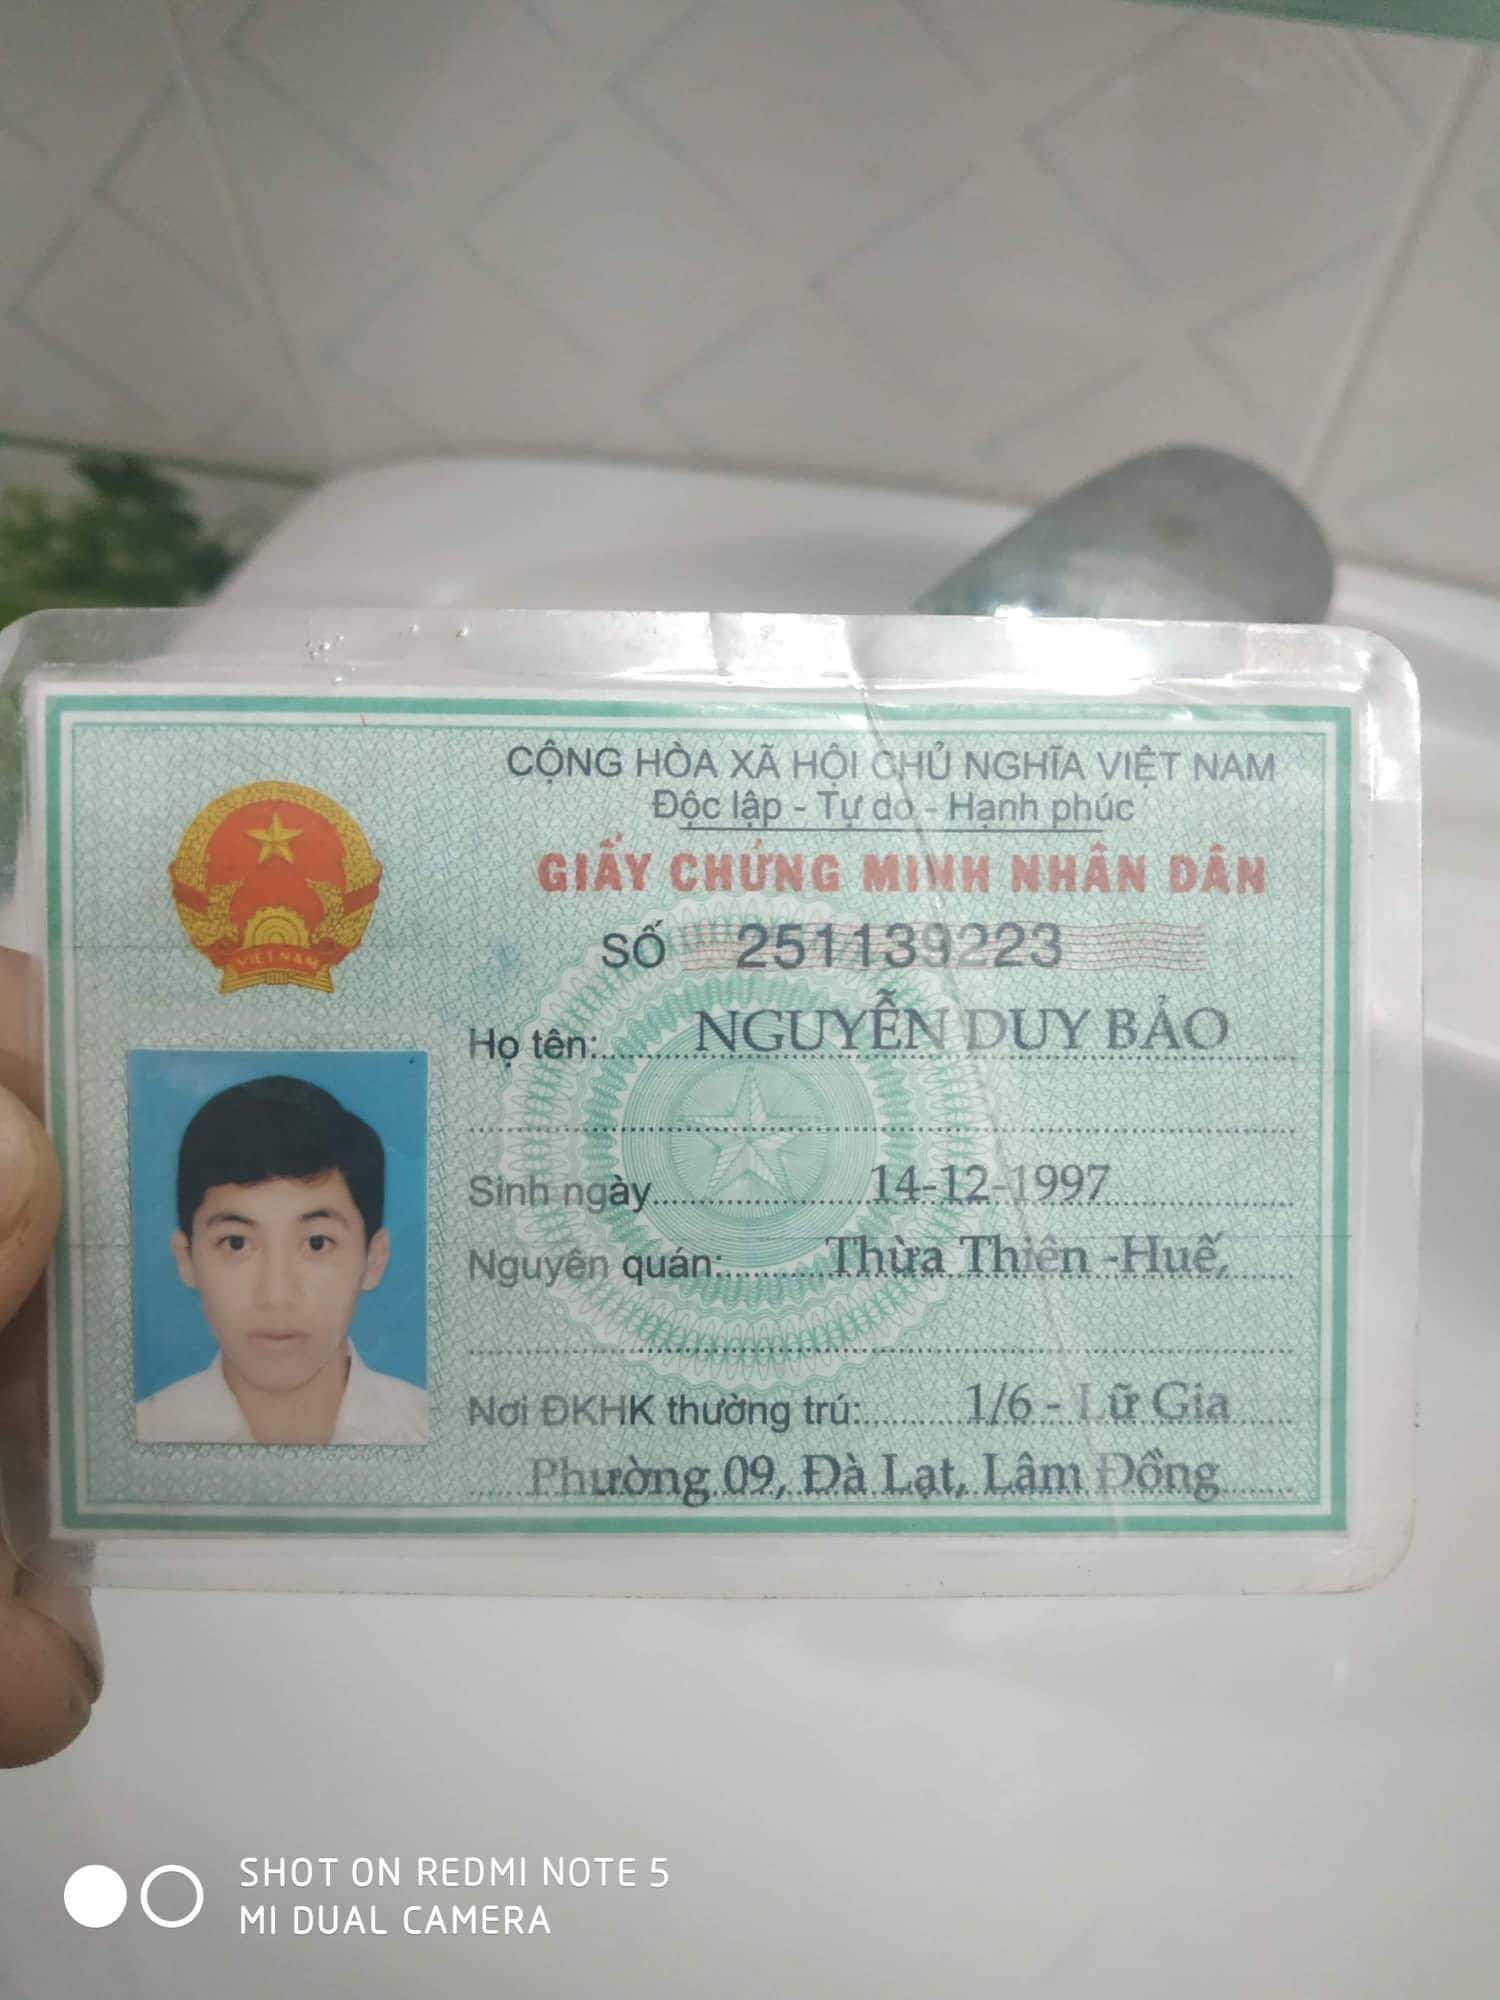 CỘNG HÒA XÃ HỘI CHỦ NGHĨA VIỆT NAM
Độc lập - Tự do - Hạnh phúc
GIẤY CHỨNG MINH NHÂN DÂN
SỐ 251139223
VIỆT NAM
Họ tên: NGUYỄN DUY BẢO
Sinh ngày 14-12-1997
Nguyên quán: Thừa Thiên -Huế,
Nơi ĐKHK thường trú: 1/6 - Lữ Gia
Phường 09, Đà Lạt, Lâm Đồng
SHOT ON REDMI NOTE 5
MI DUAL CAMERA